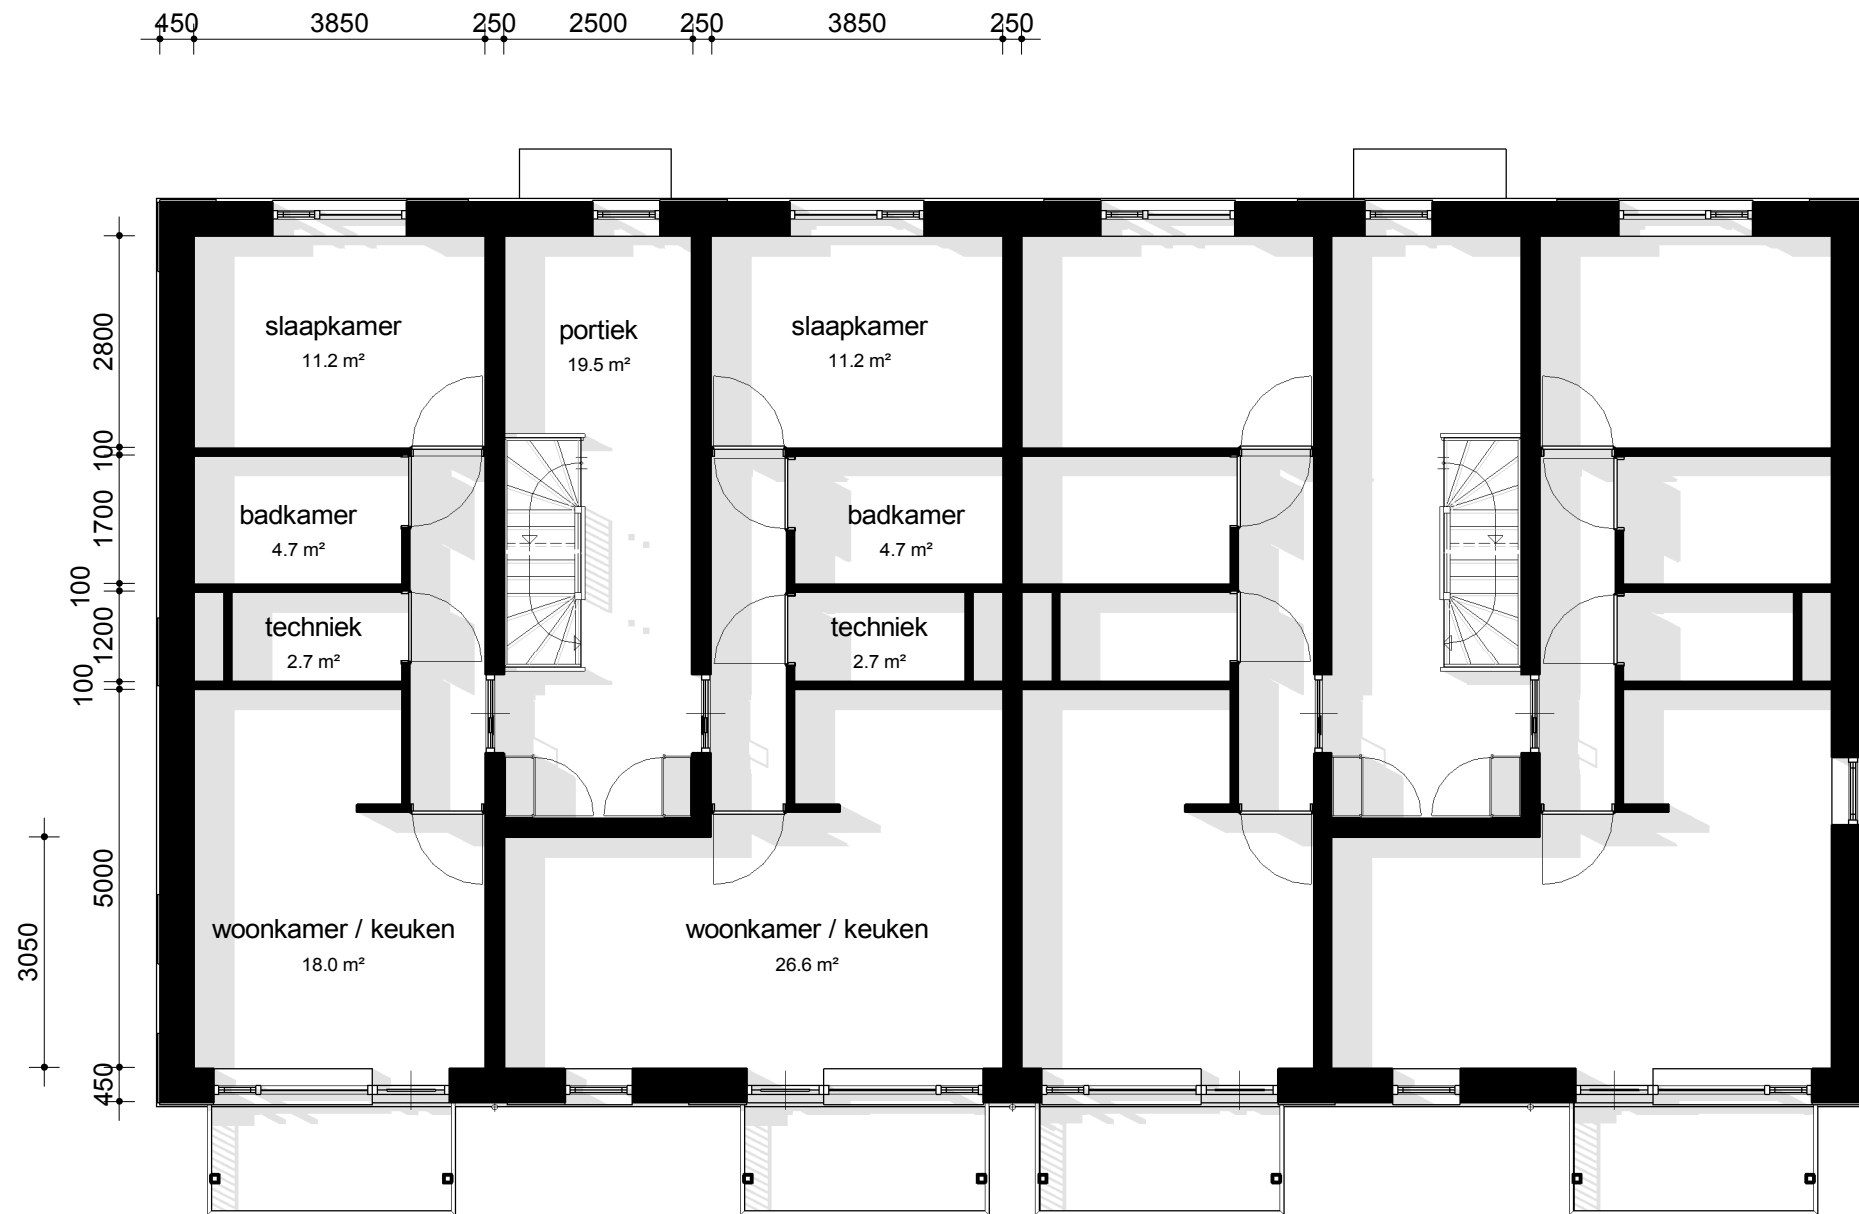 450 3850 250 2500 250 3850 250
slaapkamer
11.2 m²
portiek
19.5 m²
slaapkamer
11.2 m²
2800
100
badkamer
4.7 m²
badkamer
4.7 m²
1700
100
techniek
2.7 m²
techniek
2.7 m²
1200
100
woonkamer / keuken
18.0 m²
woonkamer / keuken
26.6 m²
5000
3050
450